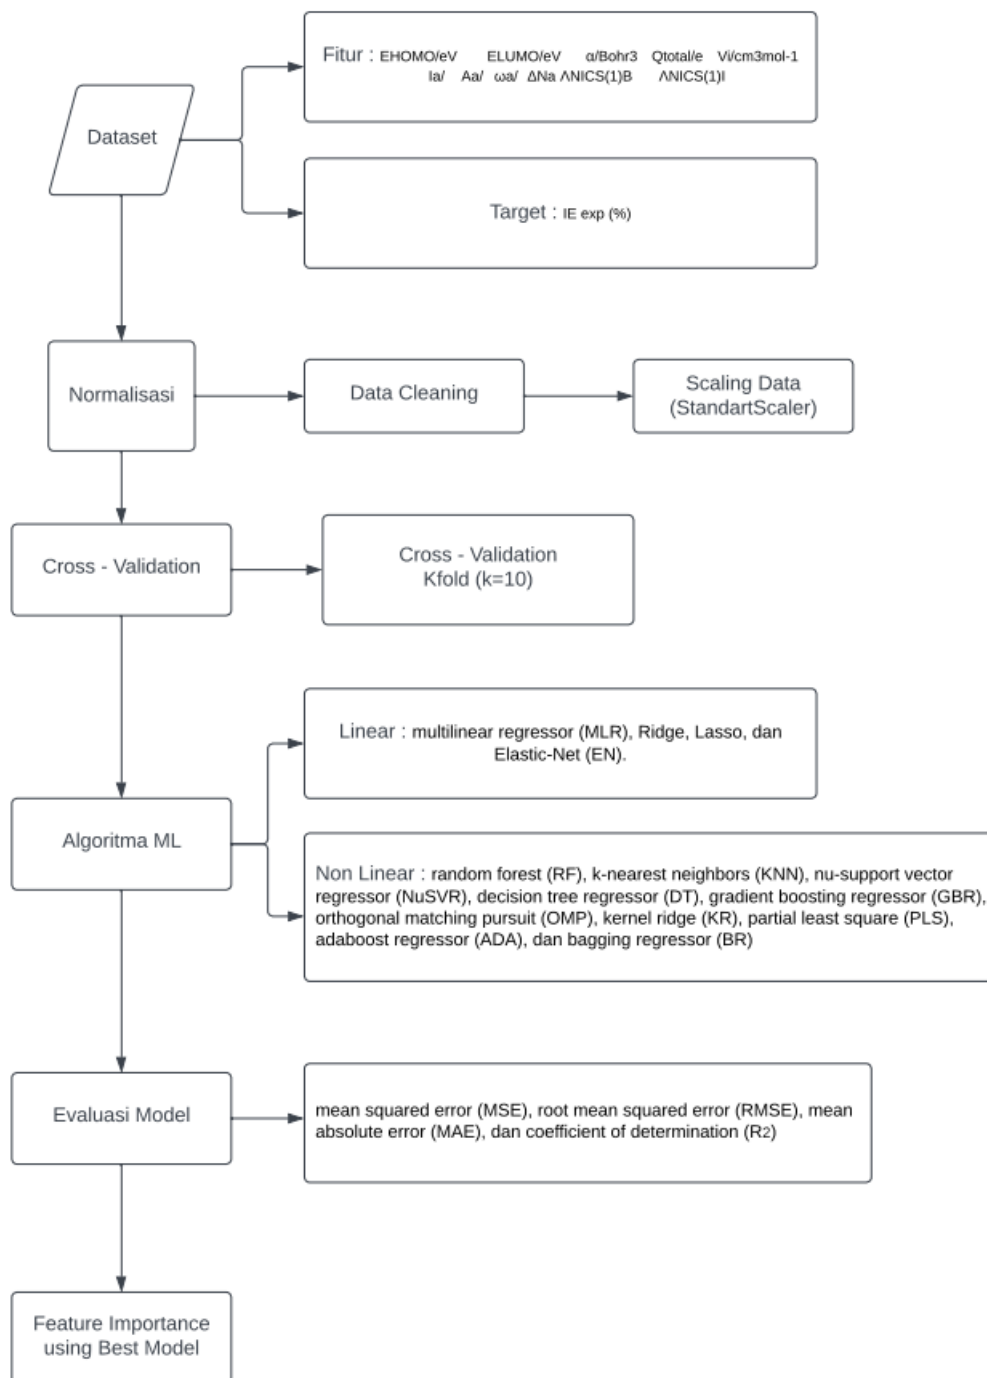 Fitur : EHOMO/eV ELUMO/eV α/Bohr3 Qtotal/e Vi/cm3mol-1
Ia/ Aa/ ωa/ ΔNa ΛNICS(1)B ΛNICS(1)I
Dataset
Target : IE exp (%)
Normalisasi
Data Cleaning
Scaling Data
(StandartScaler)
Cross - Validation
Cross - Validation
Kfold (k=10)
Linear : multilinear regressor (MLR), Ridge, Lasso, dan
Elastic-Net (EN).
Algoritma ML
Non Linear : random forest (RF), k-nearest neighbors (KNN), nu-support vector
regressor (NuSVR), decision tree regressor (DT), gradient boosting regressor (GBR),
orthogonal matching pursuit (OMP), kernel ridge (KR), partial least square (PLS),
adaboost regressor (ADA), dan bagging regressor (BR)
Evaluasi Model
mean squared error (MSE), root mean squared error (RMSE), mean
absolute error (MAE), dan coefficient of determination (R2)
Feature Importance
using Best Model